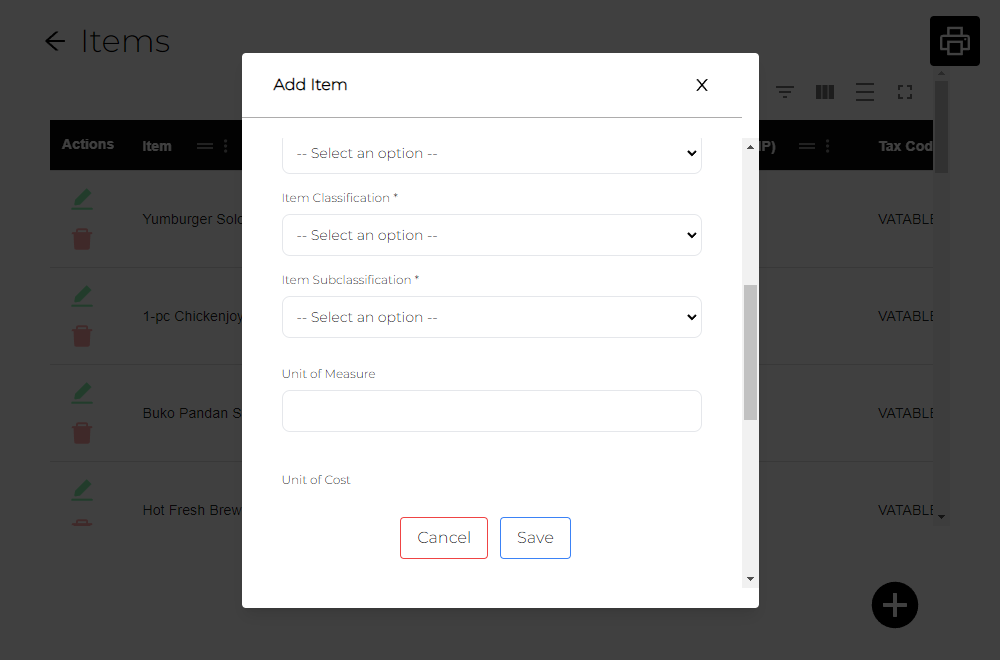 Items
Add Item
X
Actions
Item
IP)
Tax Cod
-- Select an option --
Item Classification *
-- Select an option --
Item Subclassification *
-- Select an option --
Unit of Measure
Unit of Cost
Cancel
Save
Yumburger Solo
VATABLE
1-pc Chickenjoy
VATABLE
Buko Pandan S
VATABLE
Hot Fresh Brew
VATABLE